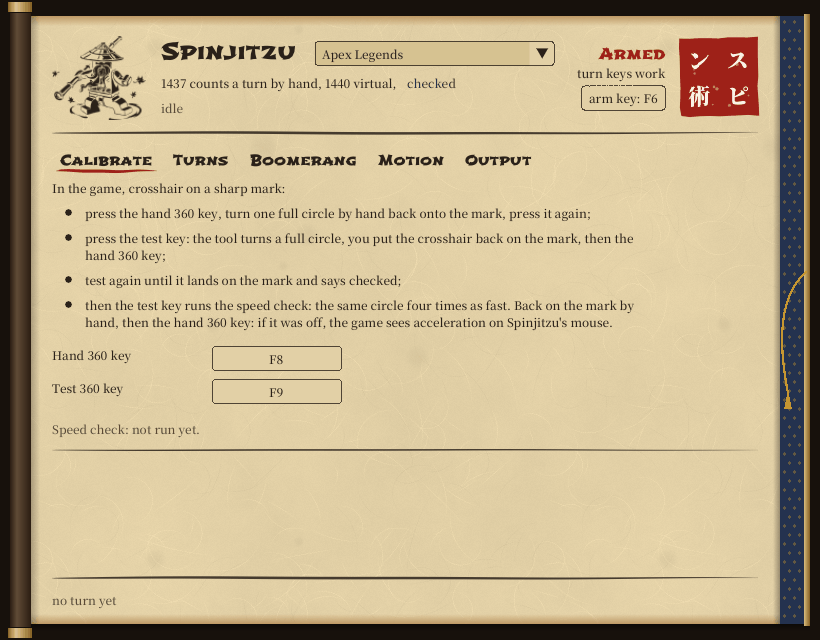 SPINJITZU
Apex Legends
1437 counts a turn by hand, 1440 virtual, checked
idle
ARMED
turn keys work
arm key: F6
スピ
ン術
CALIBRATE TURNS BOOMERANG MOTION OUTPUT
In the game, crosshair on a sharp mark:
press the hand 360 key, turn one full circle by hand back onto the mark, press it again;
press the test key: the tool turns a full circle, you put the crosshair back on the mark, then the
hand 360 key;
test again until it lands on the mark and says checked;
then the test key runs the speed check: the same circle four times as fast. Back on the mark by
hand, then the hand 360 key: if it was off, the game sees acceleration on Spinjitzu's mouse.
Hand 360 key F8
Test 360 key F9
Speed check: not run yet.
no turn yet